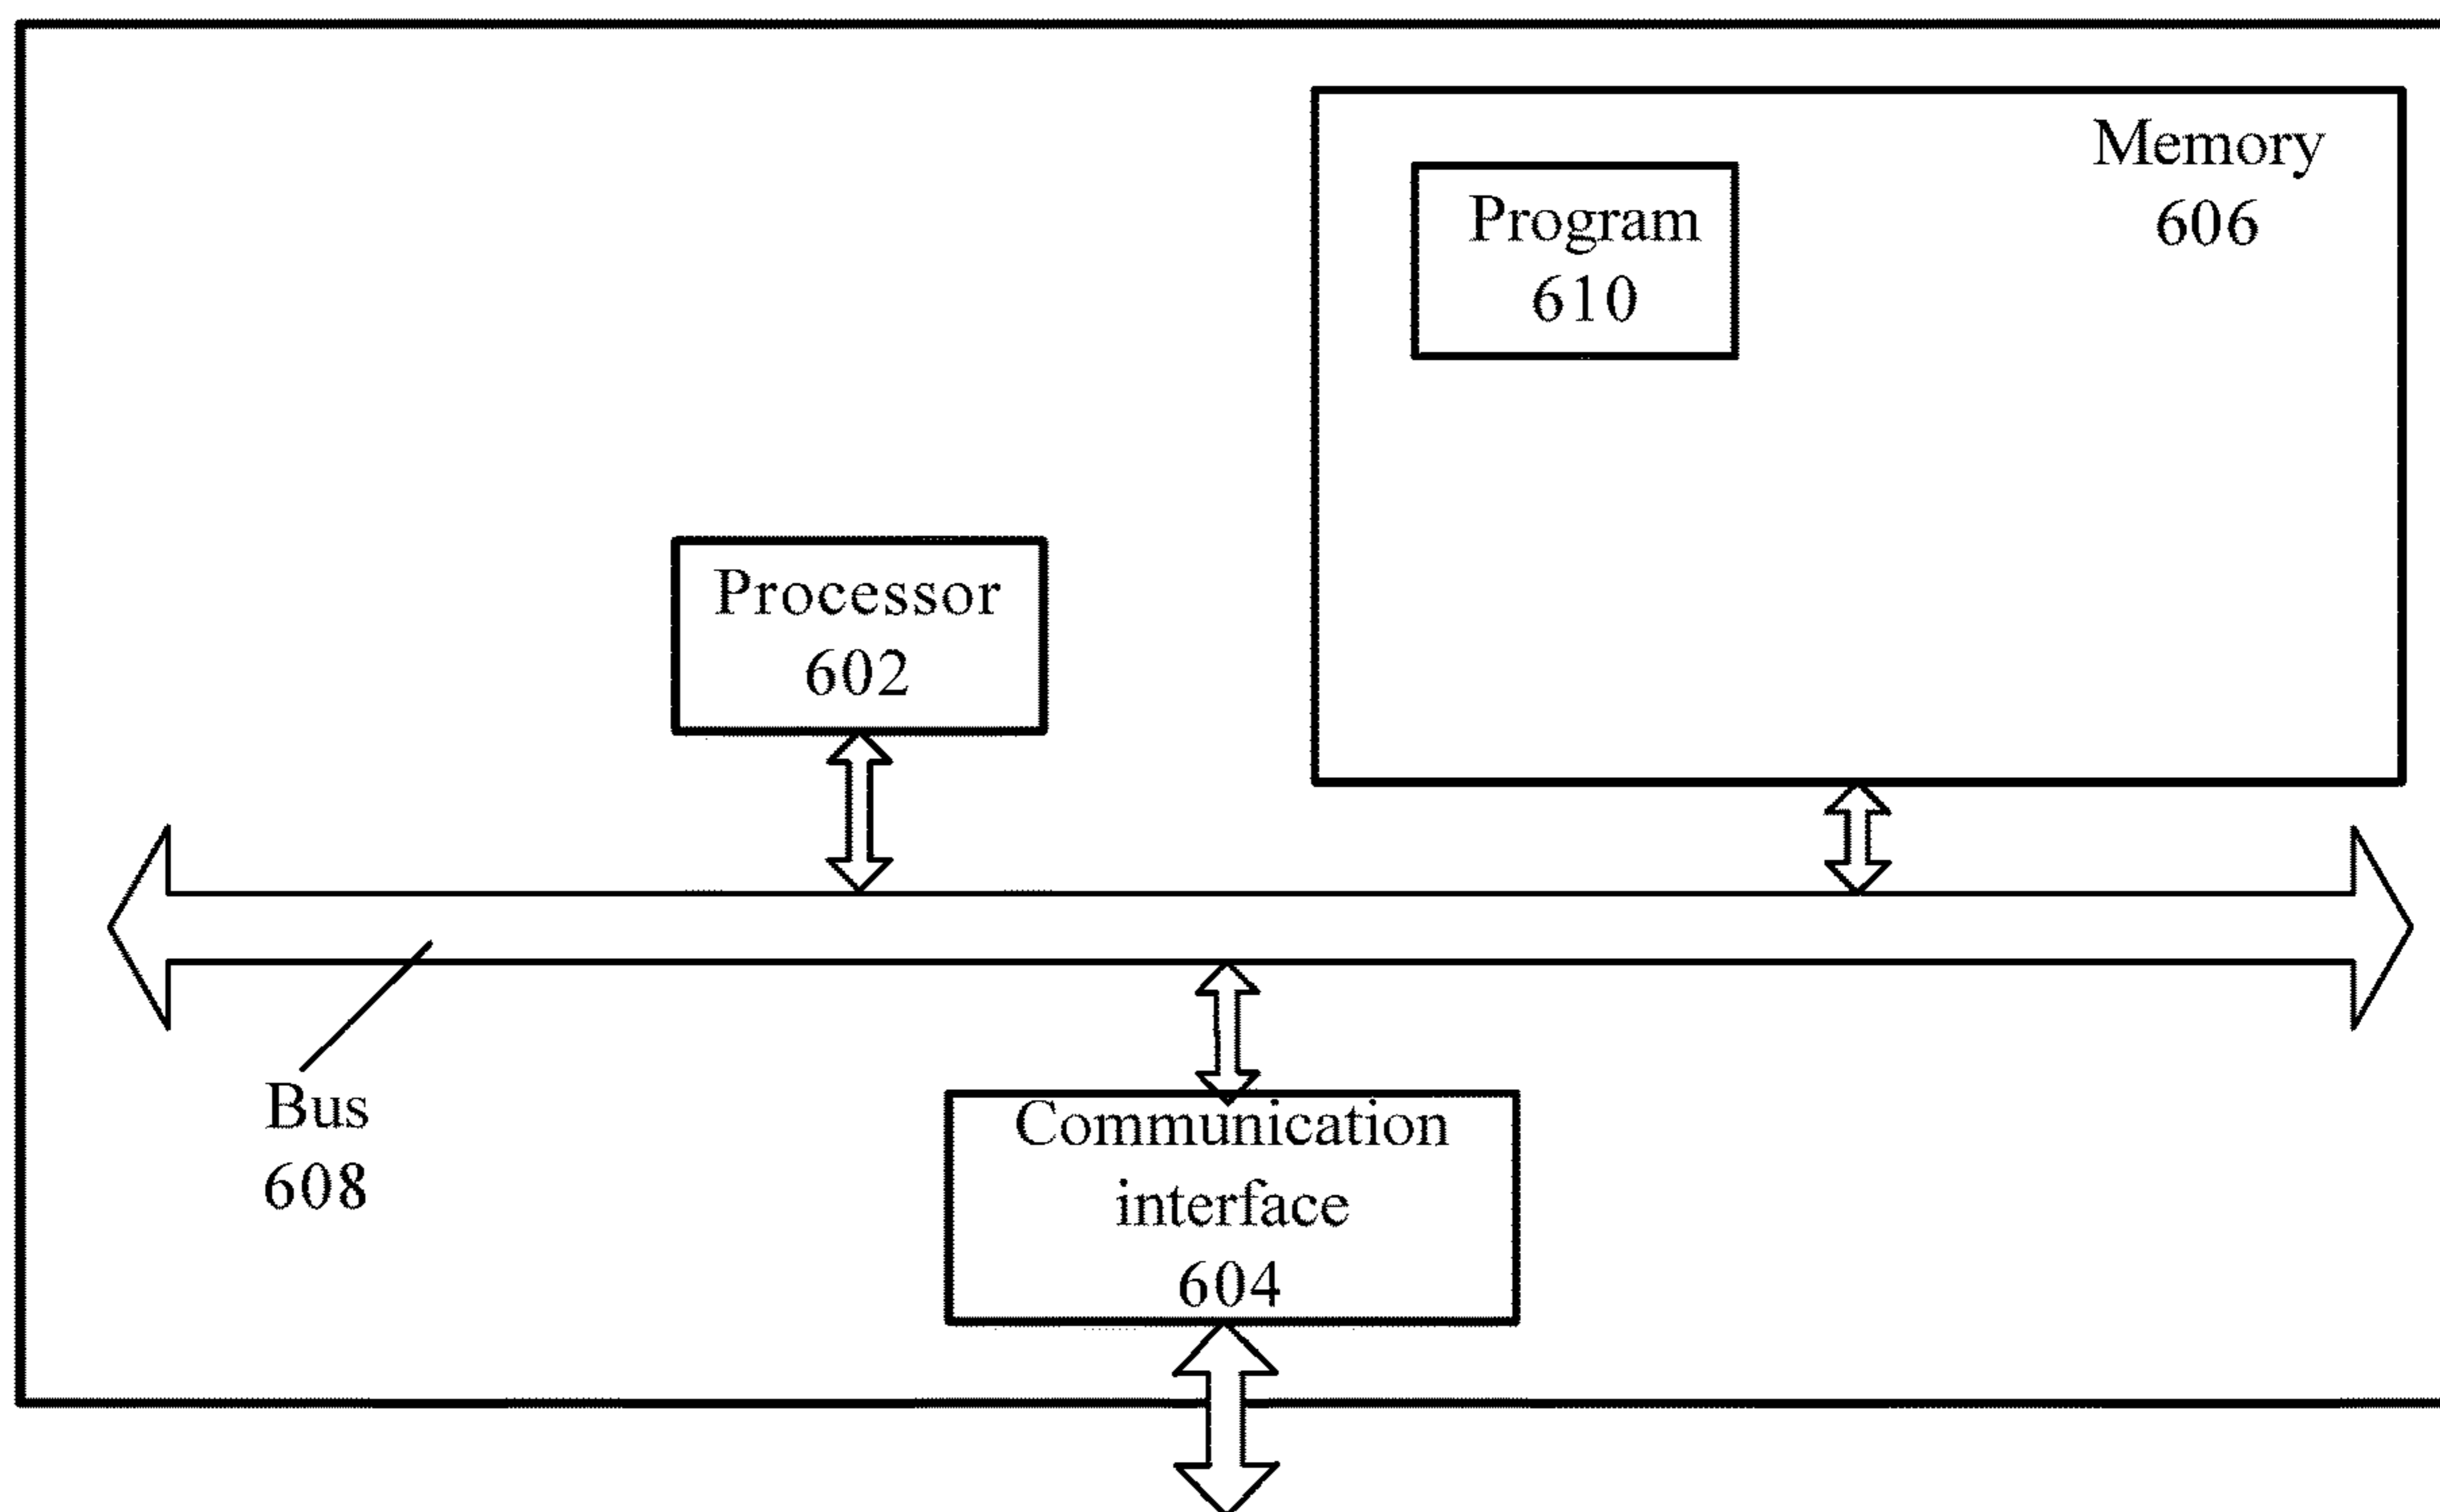 Memory
606
Program
610
Processor
602
Bus
608
Communication
interface
604